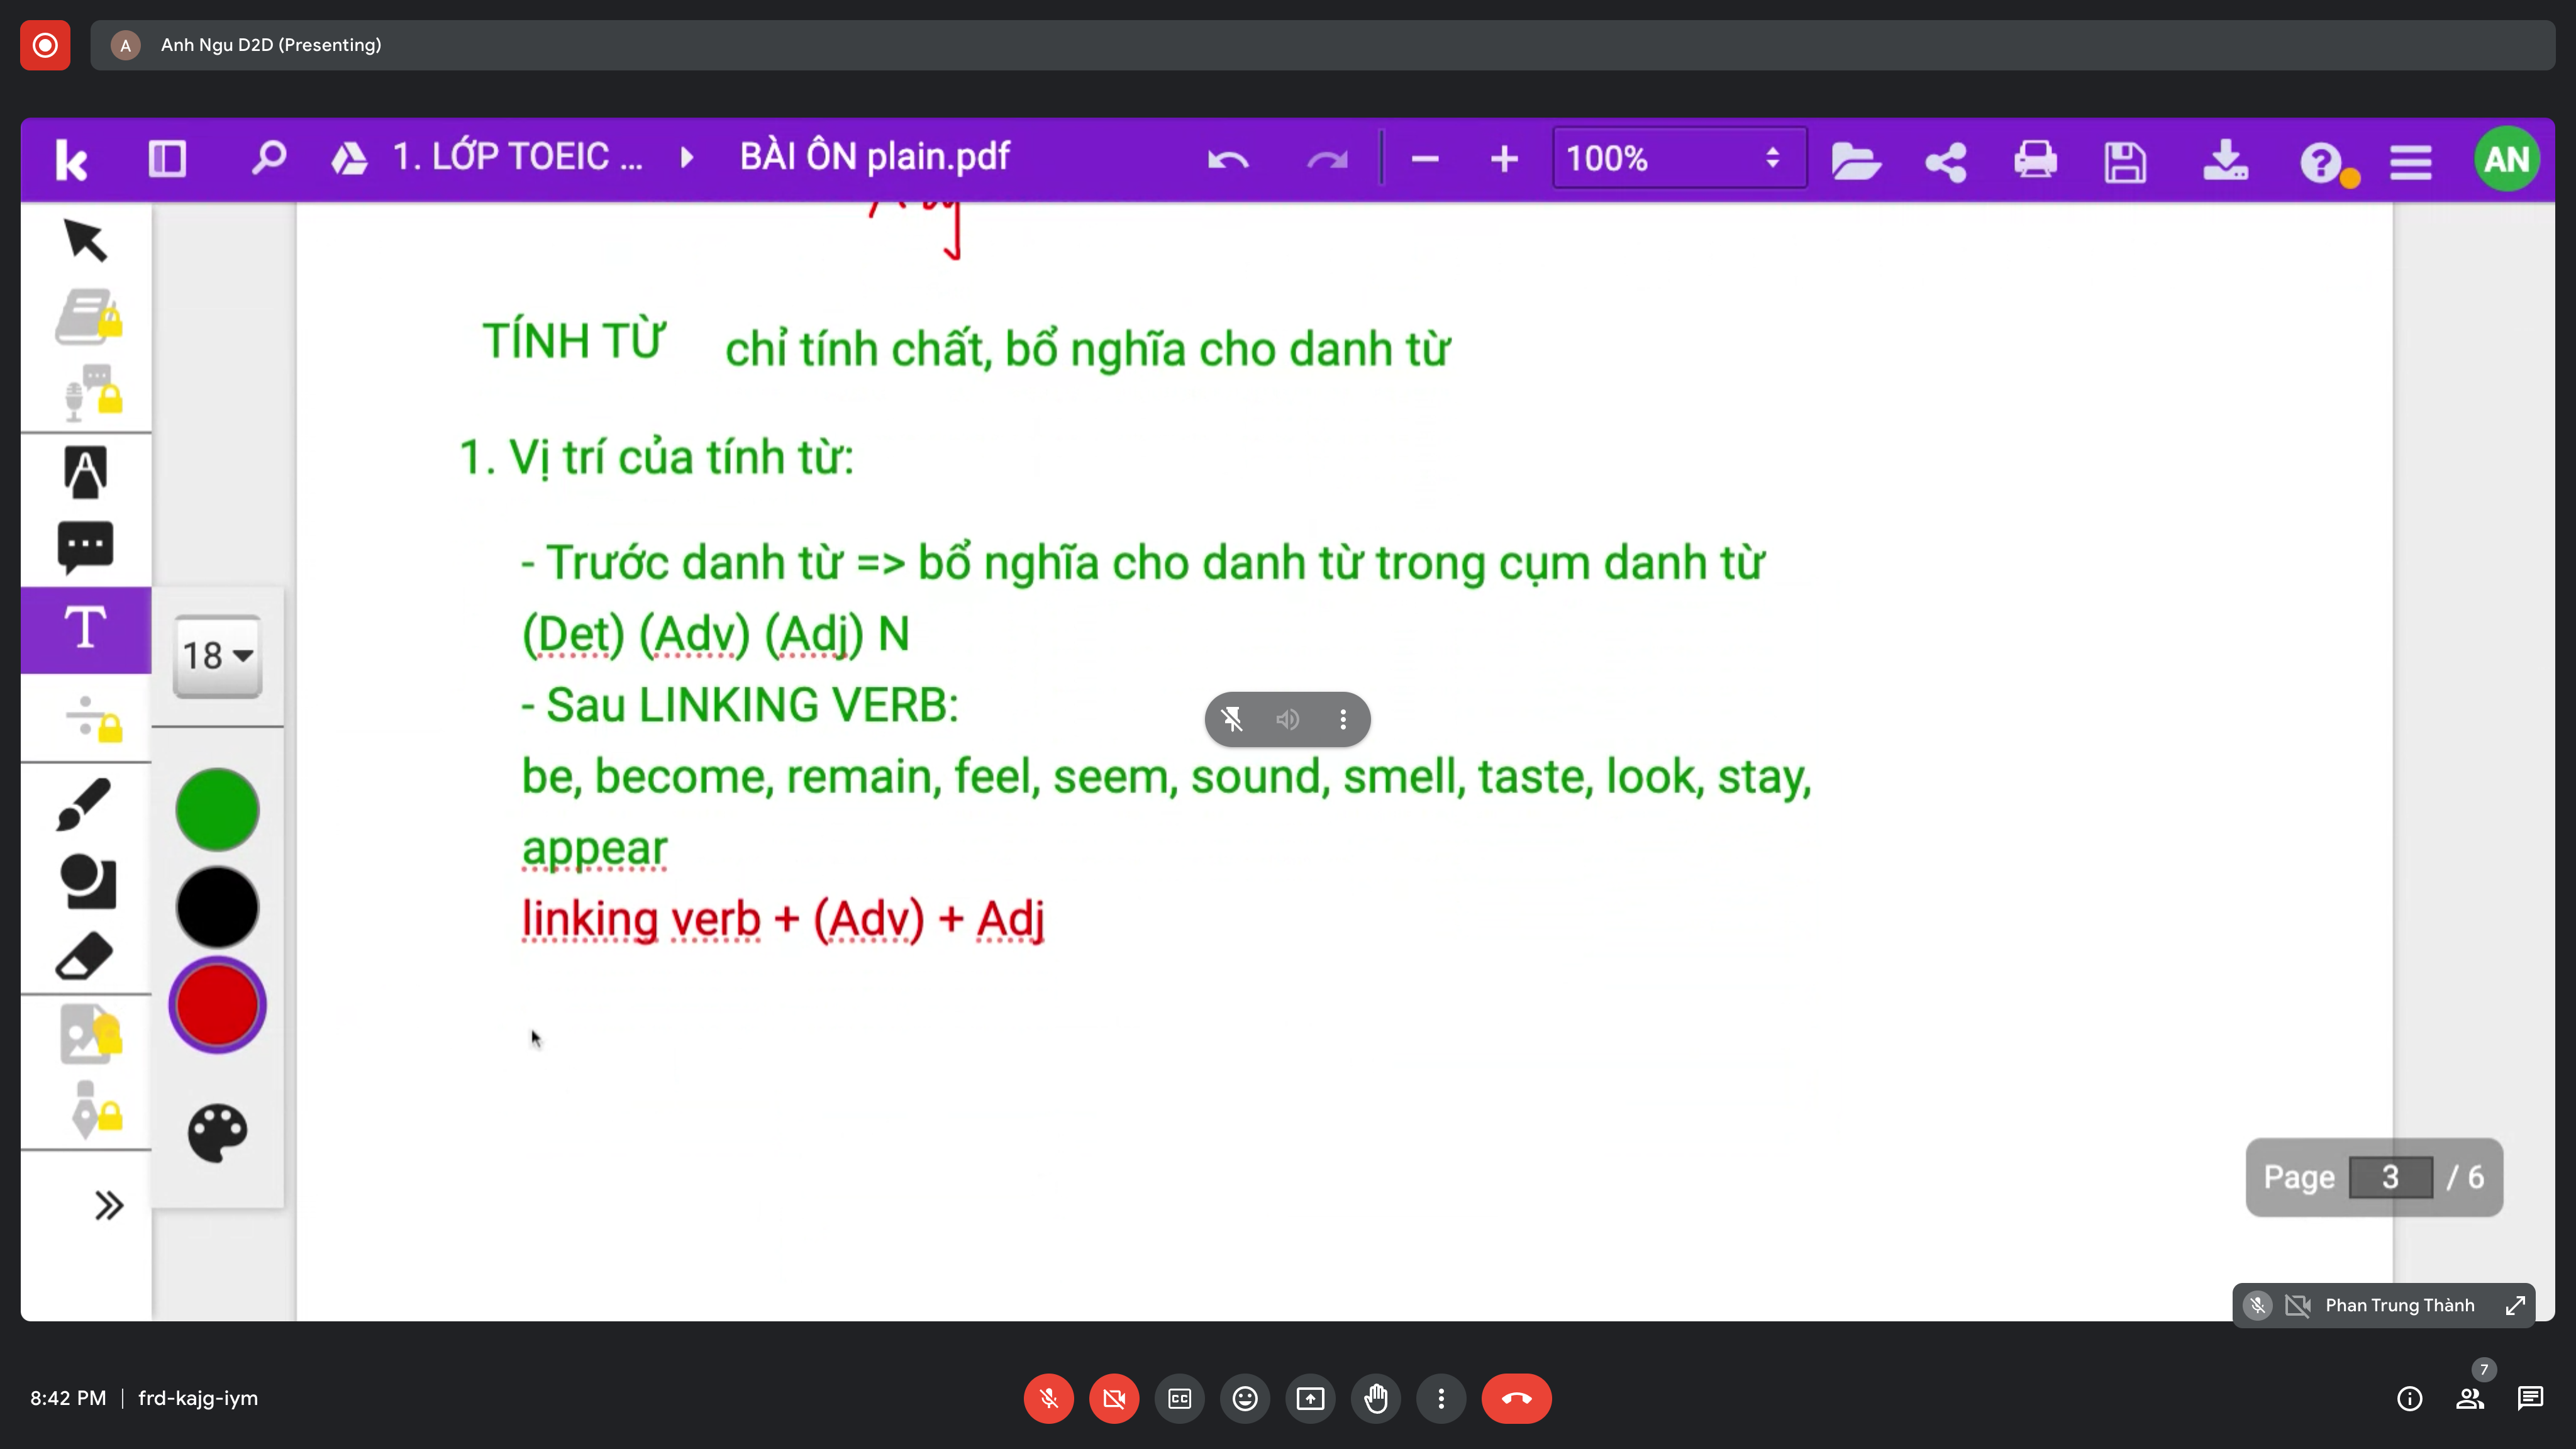 A
Anh Ngu D2D (Presenting)
k
1. LỚP TOEIC ...
BÀI ÔN plain.pdf
100%
?
AN
TÍNH TỪ chỉ tính chất, bổ nghĩa cho danh từ
1. Vị trí của tính từ:
- Trước danh từ => bổ nghĩa cho danh từ trong cụm danh từ
(Det) (Adv) (Adj) N
- Sau LINKING VERB:
be, become, remain, feel, seem, sound, smell, taste, look, stay,
appear
linking verb + (Adv) + Adj
A
T
18
Page 3 / 6
Phan Trung Thành
8:42 PM | frd-kajg-iym
CC
7